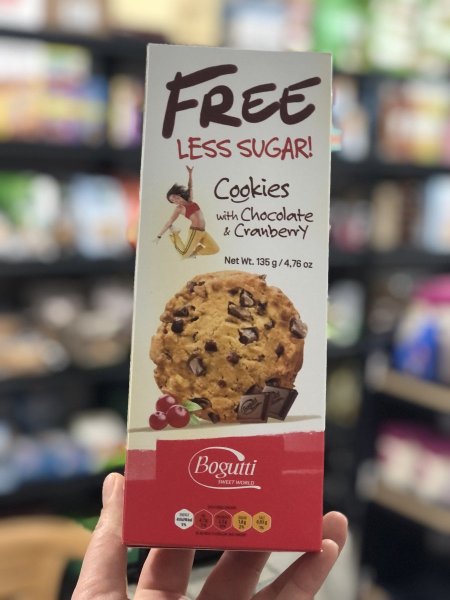 FREE
LESS SUGAR!
Cookies
with Chocolate
& Cranberry
Net Wt. 135 g / 4,76 oz
Bogutti
SWEET WORLD